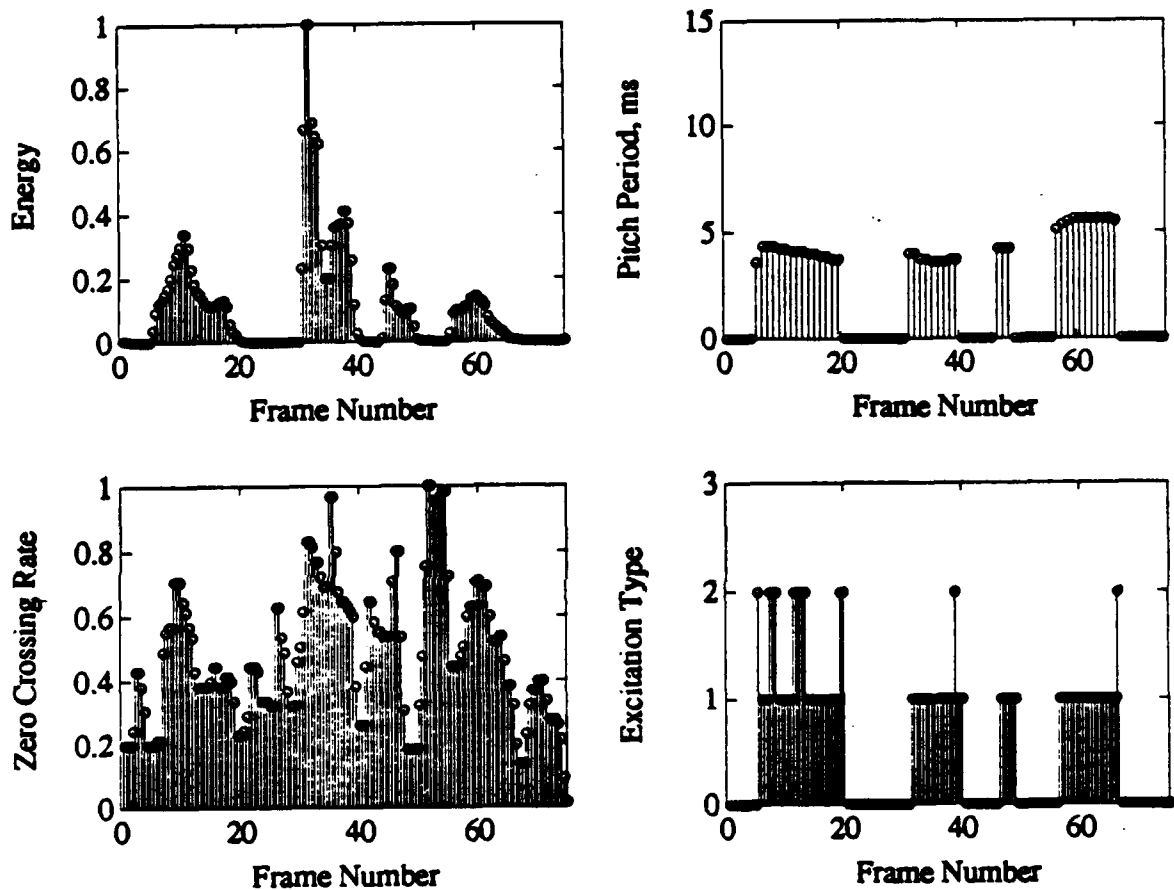 1
0.8
0.6
0.4
0.2
0
Energy
0 20 40 60
Frame Number
15
10
5
0
Pitch Period, ms
0 20 40 60
Frame Number
1
0.8
0.6
0.4
0.2
0
Zero Crossing Rate
0 20 40 60
Frame Number
3
2
1
0
Excitation Type
0 20 40 60
Frame Number